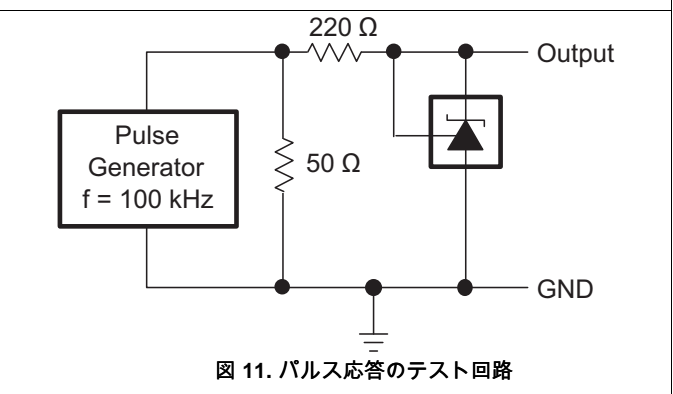 220 Ω
Output
Pulse
Generator
f = 100 kHz
50 Ω
GND
図 11. パルス応答のテスト回路